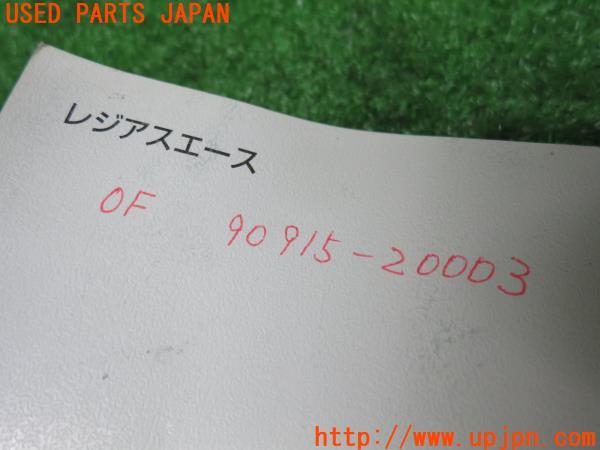 USED PARTS JAPAN
レジアスエース
OF 90915-20003
http://www.upjpn.com